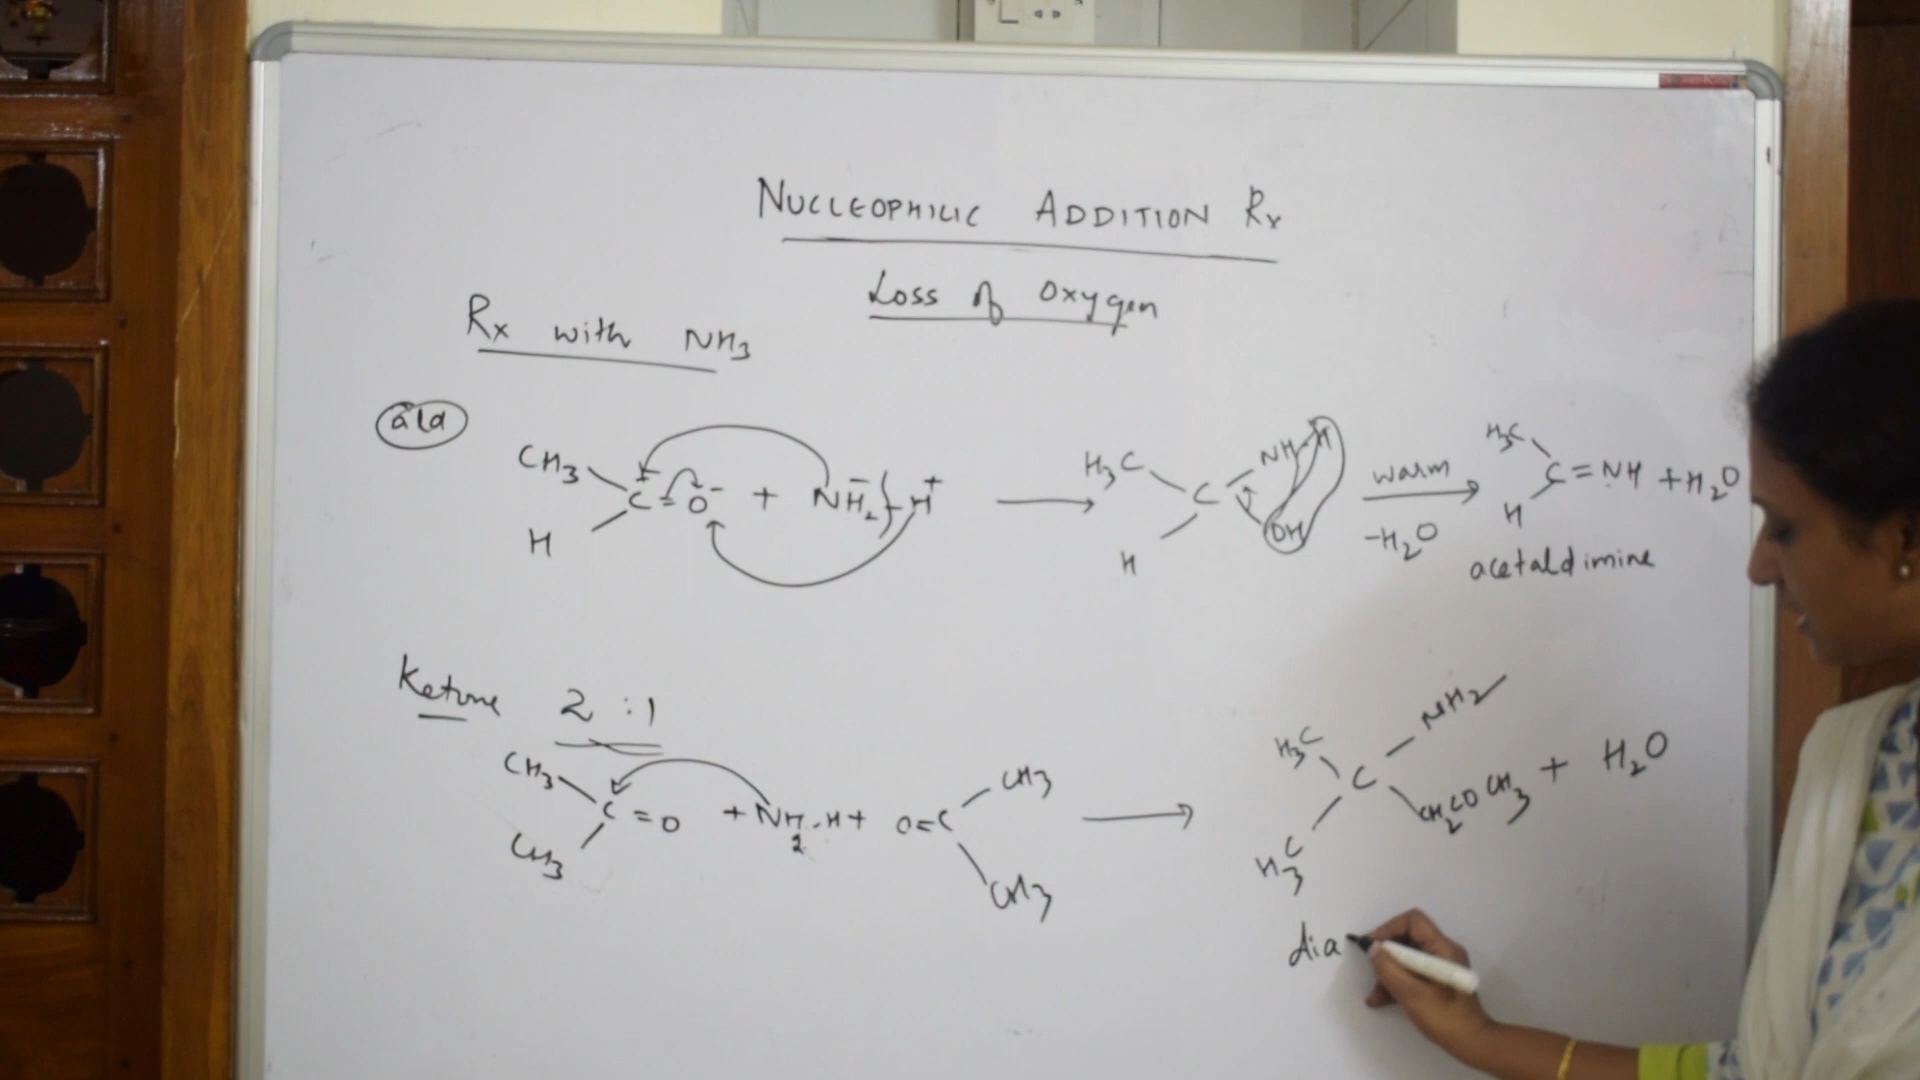 NUCLEOPHILIC ADDITION Rx
Loss of Oxygen
Rx with NH3
ald
CH3 C=O⁻ + NH2⁻ H⁺ → H3C C NH H warm H3C C=NH + H2O
H H OH -H2O H
acetaldimine
Ketone 2 : 1
CH3 C=O + NH2-H + O=C CH3 → H3C C NH2 + H2O
CH3 CH3 H3C CH2COCH3
dia